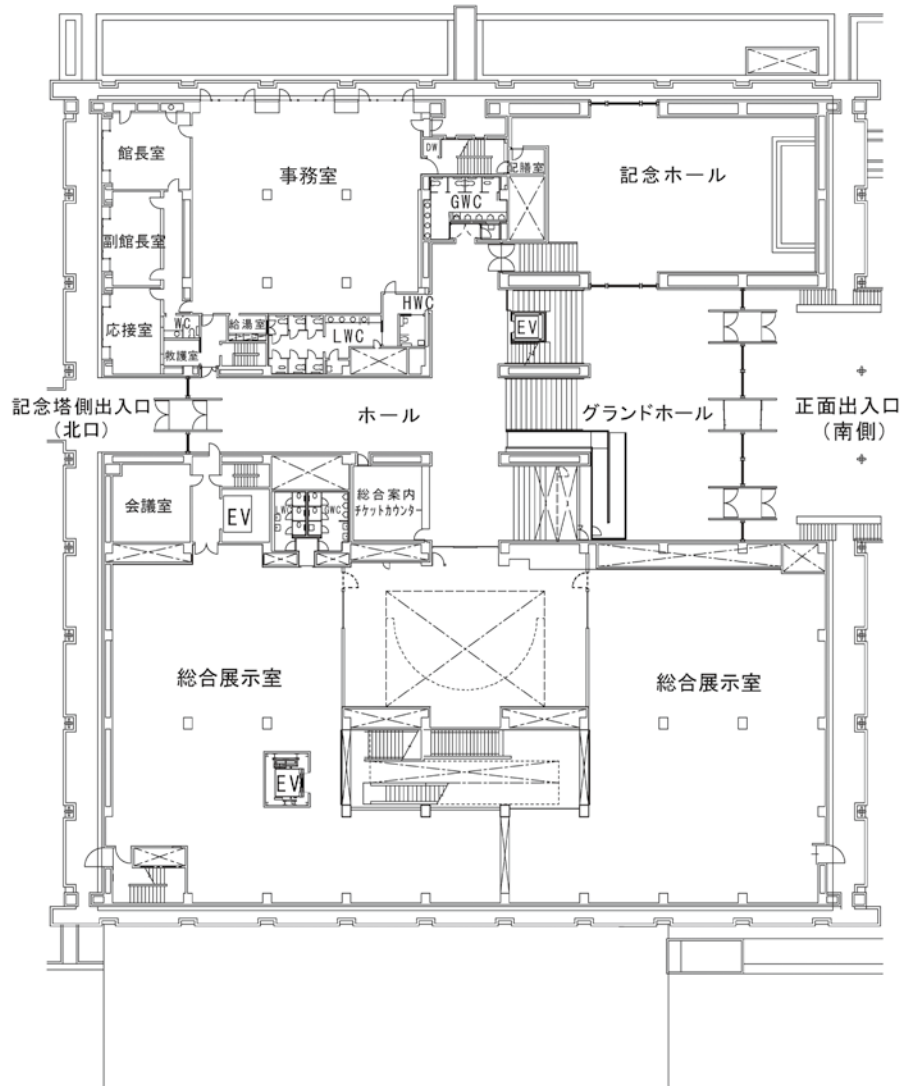 館長室
事務室
DW
配膳室
記念ホール
GWC
副館長室
応接室
WC
給湯室
HWC
LWC
救護室
EV
記念塔側出入口
(北口)
ホール
グランドホール
正面出入口
(南側)
会議室
EV
LWC
GWC
総合案内
チケットカウンター
総合展示室
総合展示室
EV